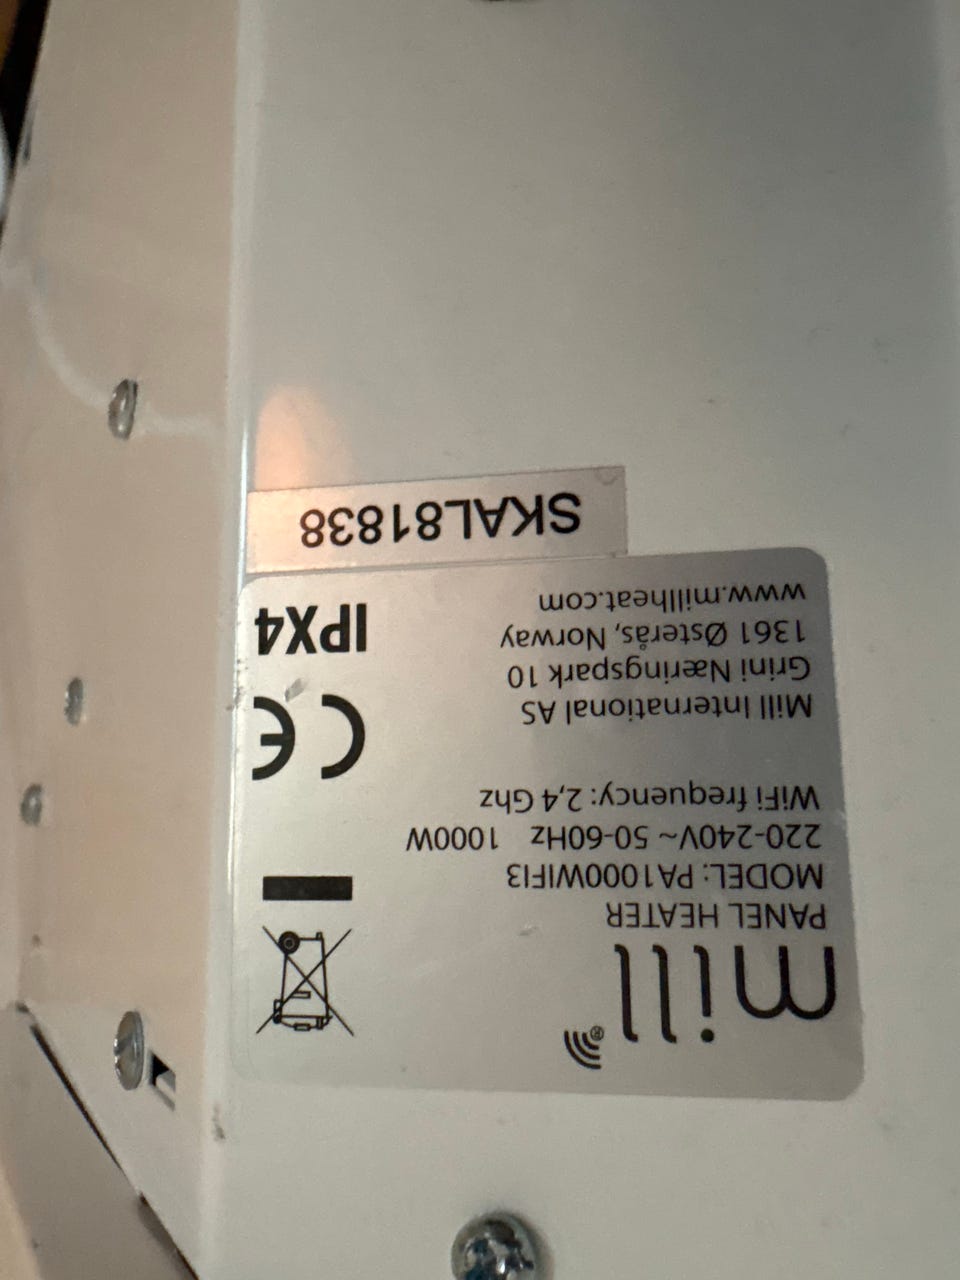 mill®
PANEL HEATER
MODEL: PA1000WIFI3
220-240V~ 50-60Hz 1000W
WiFi frequency: 2,4 Ghz
Mill International AS
Grini Næringspark 10
1361 Østerås, Norway
www.millheat.com
CE
IPX4
SKAL81838